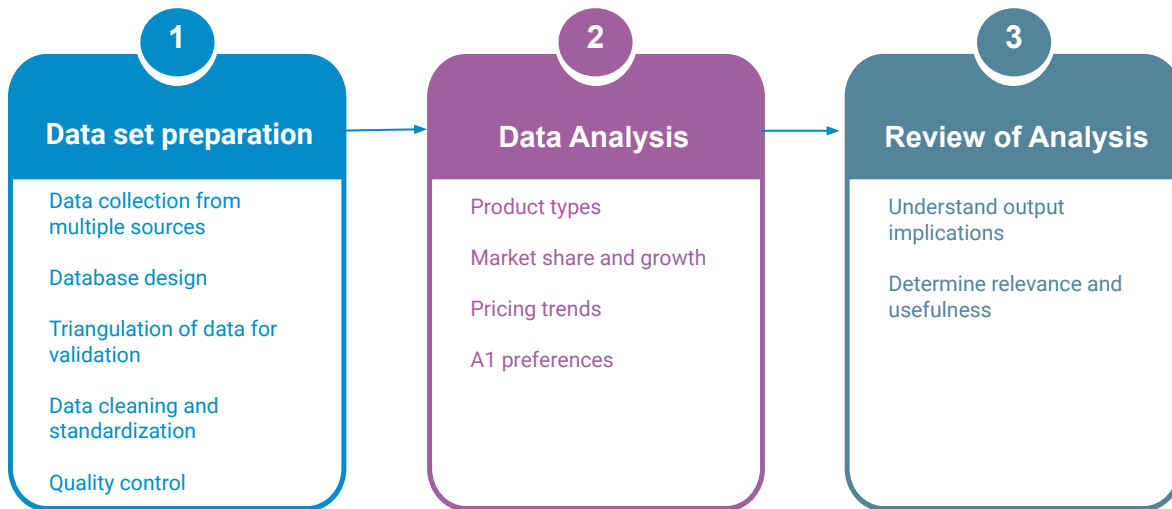 1
Data set preparation
Data collection from
multiple sources
Database design
Triangulation of data for
validation
Data cleaning and
standardization
Quality control
2
Data Analysis
Product types
Market share and growth
Pricing trends
A1 preferences
3
Review of Analysis
Understand output
implications
Determine relevance and
usefulness